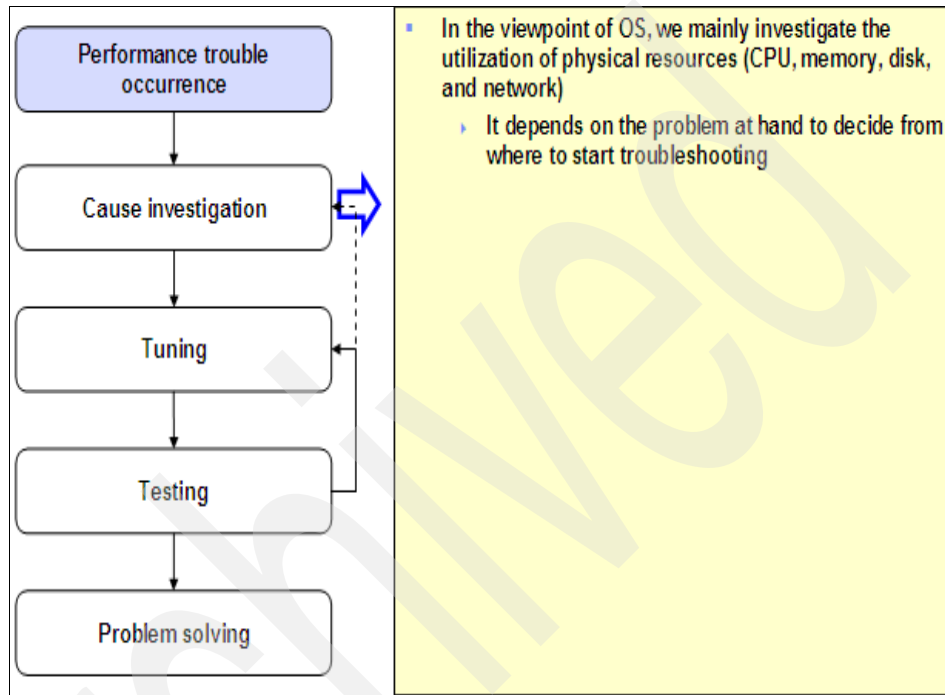 Performance trouble
occurrence
Cause investigation
Tuning
Testing
Problem solving
In the viewpoint of OS, we mainly investigate the
utilization of physical resources (CPU, memory, disk,
and network)
It depends on the problem at hand to decide from
where to start troubleshooting